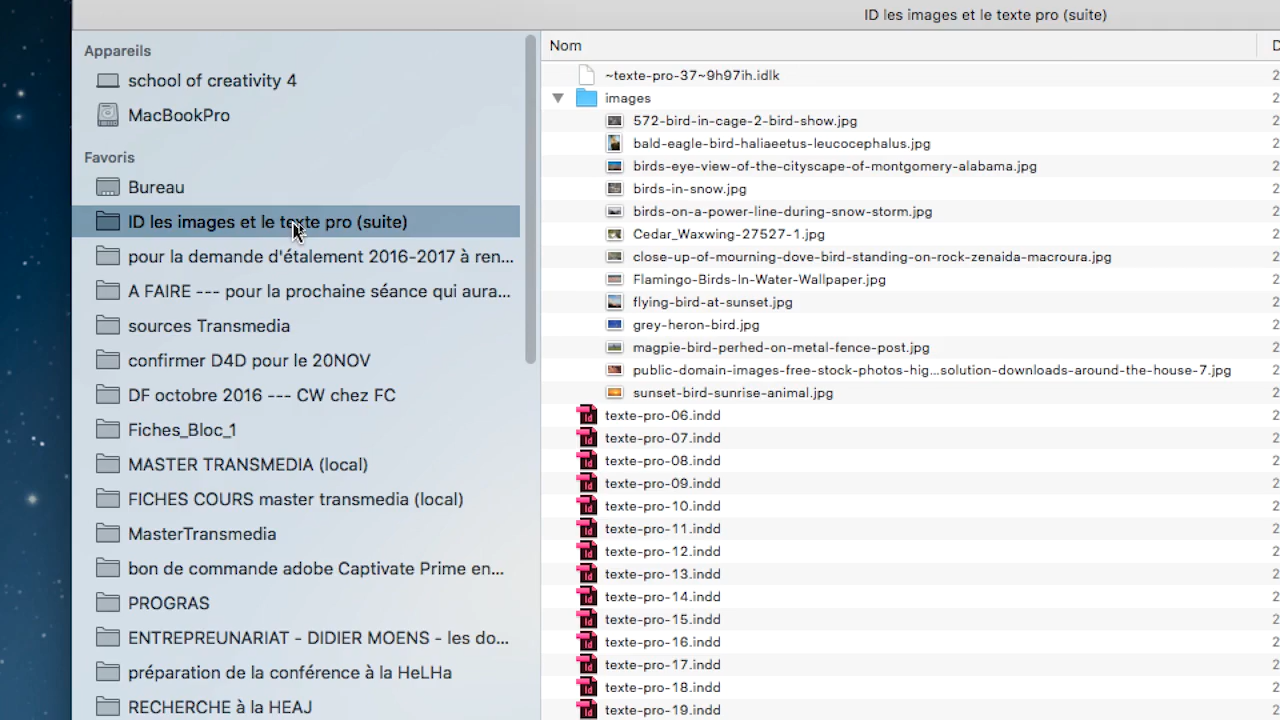 ID les images et le texte pro (suite)
Appareils
school of creativity 4
MacBookPro
Favoris
Bureau
ID les images et le texte pro (suite)
pour la demande d'étalement 2016-2017 à ren...
A FAIRE --- pour la prochaine séance qui aura...
sources Transmedia
confirmer D4D pour le 20NOV
DF octobre 2016 --- CW chez FC
Fiches_Bloc_1
MASTER TRANSMEDIA (local)
FICHES COURS master transmedia (local)
MasterTransmedia
bon de commande adobe Captivate Prime en...
PROGRAS
ENTREPREUNARIAT - DIDIER MOENS - les do...
préparation de la conférence à la HeLHa
RECHERCHE à la HEAJ
Nom
~texte-pro-37~9h97ih.idlk
images
572-bird-in-cage-2-bird-show.jpg
bald-eagle-bird-haliaeetus-leucocephalus.jpg
birds-eye-view-of-the-cityscape-of-montgomery-alabama.jpg
birds-in-snow.jpg
birds-on-a-power-line-during-snow-storm.jpg
Cedar_Waxwing-27527-1.jpg
close-up-of-mourning-dove-bird-standing-on-rock-zenaida-macroura.jpg
Flamingo-Birds-In-Water-Wallpaper.jpg
flying-bird-at-sunset.jpg
grey-heron-bird.jpg
magpie-bird-perhed-on-metal-fence-post.jpg
public-domain-images-free-stock-photos-hig...solution-downloads-around-the-house-7.jpg
sunset-bird-sunrise-animal.jpg
texte-pro-06.indd
texte-pro-07.indd
texte-pro-08.indd
texte-pro-09.indd
texte-pro-10.indd
texte-pro-11.indd
texte-pro-12.indd
texte-pro-13.indd
texte-pro-14.indd
texte-pro-15.indd
texte-pro-16.indd
texte-pro-17.indd
texte-pro-18.indd
texte-pro-19.indd